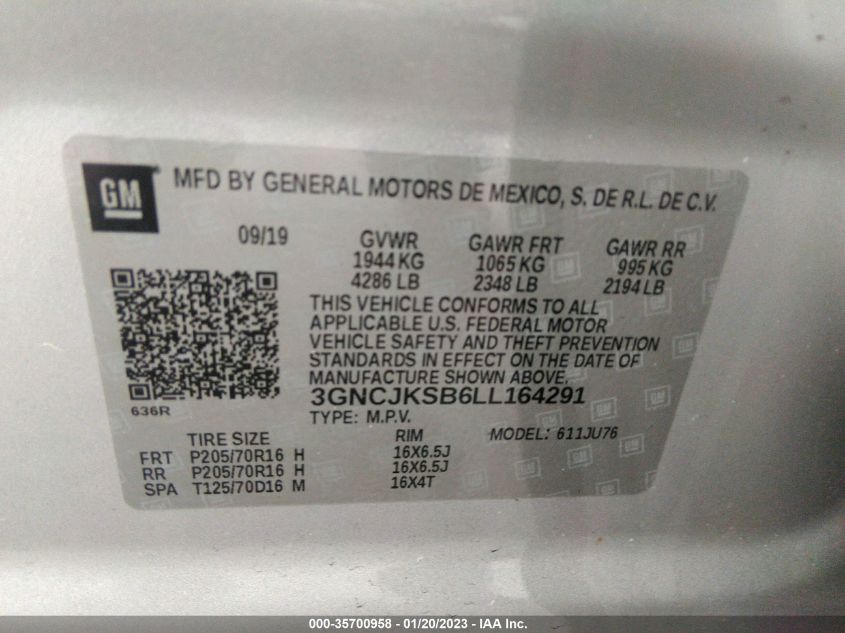 GM
MFD BY GENERAL MOTORS DE MEXICO, S. DE R.L. DE C.V.
09/19 GVWR GAWR FRT GAWR RR
1944 KG 1065 KG 995 KG
4286 LB 2348 LB 2194 LB
THIS VEHICLE CONFORMS TO ALL
APPLICABLE U.S. FEDERAL MOTOR
VEHICLE SAFETY AND THEFT PREVENTION
STANDARDS IN EFFECT ON THE DATE OF
MANUFACTURE SHOWN ABOVE.
636R 3GNCJKSB6LL164291
TYPE: M.P.V.
TIRE SIZE RIM MODEL: 611JU76
FRT P205/70R16 H 16X6.5J
RR P205/70R16 H 16X6.5J
SPA T125/70D16 M 16X4T
000-35700958 - 01/20/2023 - IAA Inc.